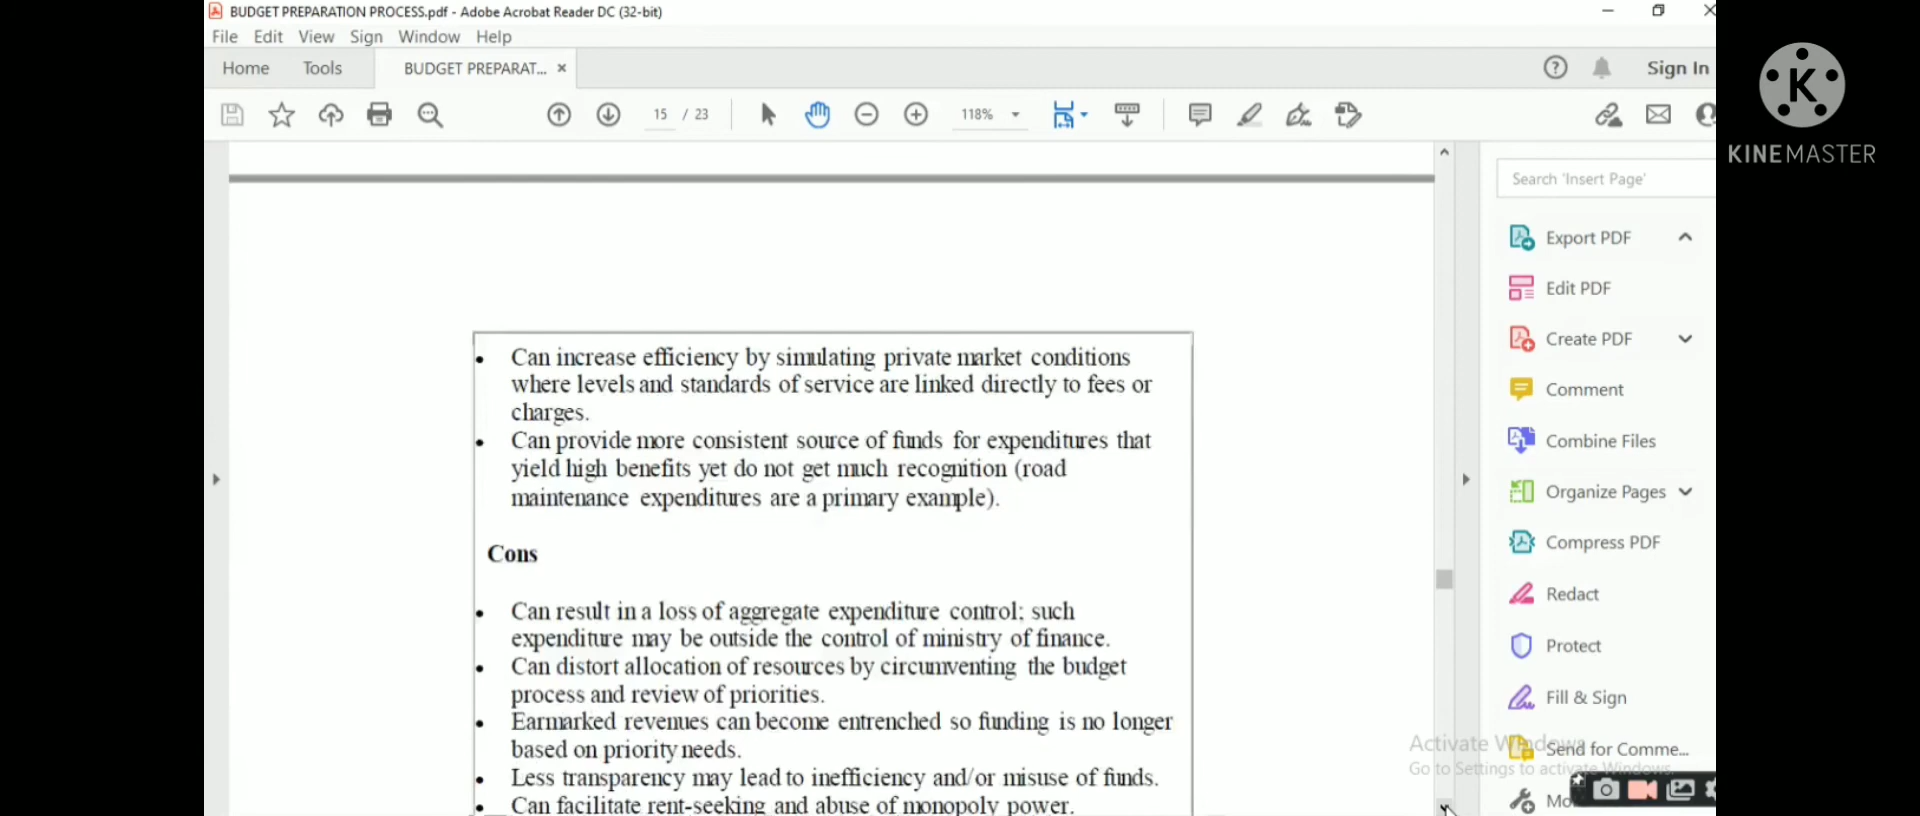 BUDGET PREPARATION PROCESS.pdf - Adobe Acrobat Reader DC (32-bit)
File Edit View Sign Window Help
Home Tools BUDGET PREPARAT... × Sign In
15 / 23 118%
K
KINEMASTER
Search 'Insert Page'
Export PDF
Edit PDF
Create PDF
Comment
Combine Files
Organize Pages
Compress PDF
Redact
Protect
Fill & Sign
Send for Comme...
Mo
• Can increase efficiency by simulating private market conditions
where levels and standards of service are linked directly to fees or
charges.
• Can provide more consistent source of funds for expenditures that
yield high benefits yet do not get much recognition (road
maintenance expenditures are a primary example).
Cons
• Can result in a loss of aggregate expenditure control; such
expenditure may be outside the control of ministry of finance.
• Can distort allocation of resources by circumventing the budget
process and review of priorities.
• Earmarked revenues can become entrenched so funding is no longer
based on priority needs.
• Less transparency may lead to inefficiency and/or misuse of funds.
• Can facilitate rent-seeking and abuse of monopoly power.
Activate Windows
Go to Settings to activate Windows.